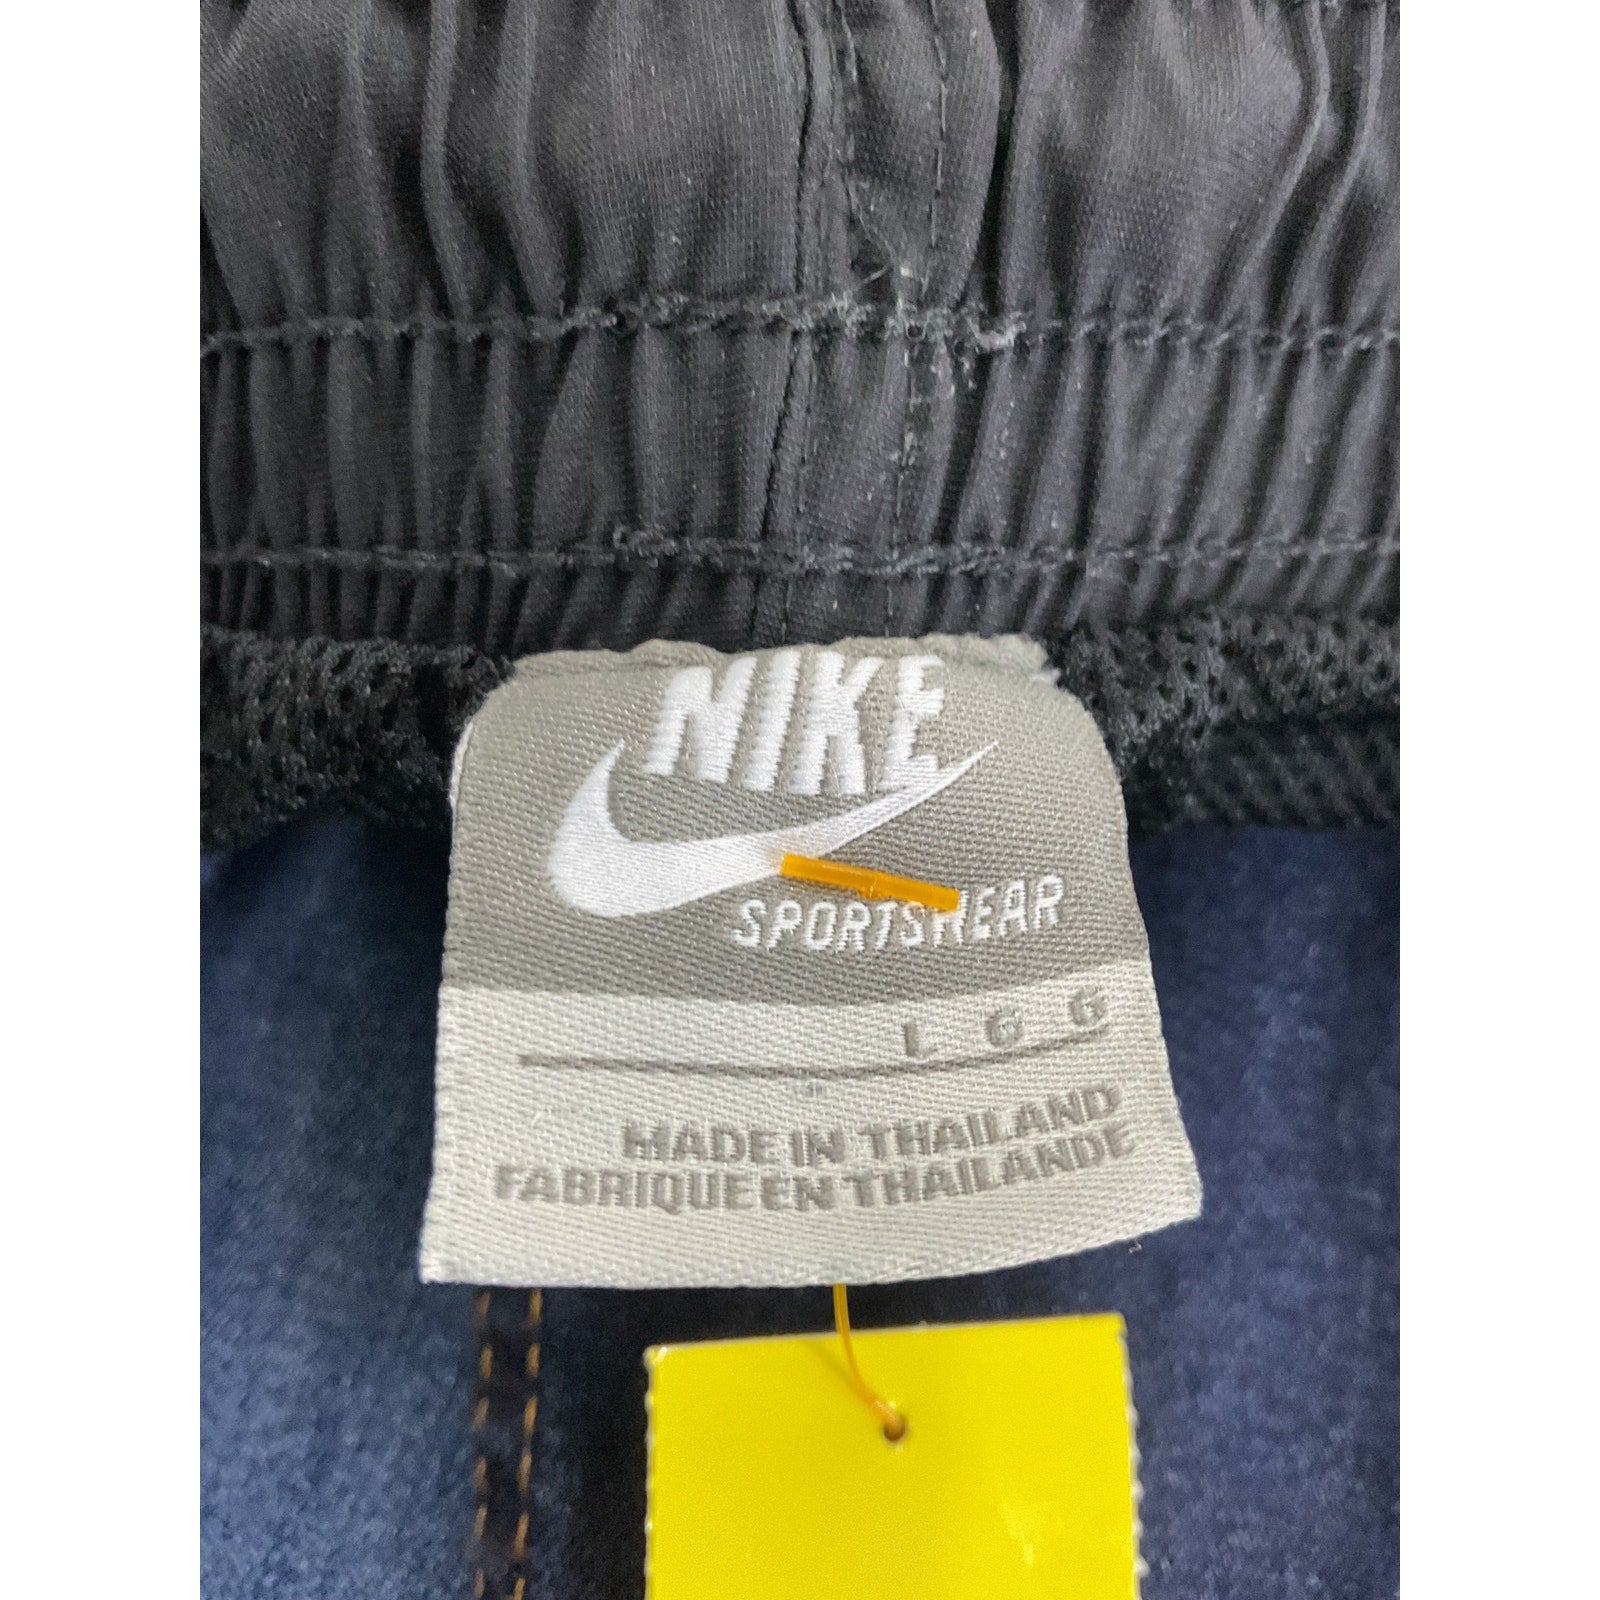 NIKE
SPORTSWEAR
L G G
MADE IN THAILAND
FABRIQUE EN THAILANDE